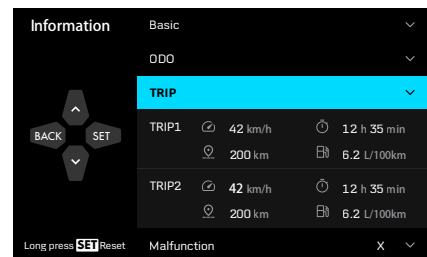 Information
Basic
ODO
TRIP
BACK SET
TRIP1 42 km/h 12 h 35 min
200 km 6.2 L/100km
TRIP2 42 km/h 12 h 35 min
200 km 6.2 L/100km
Long press SET Reset
Malfunction X